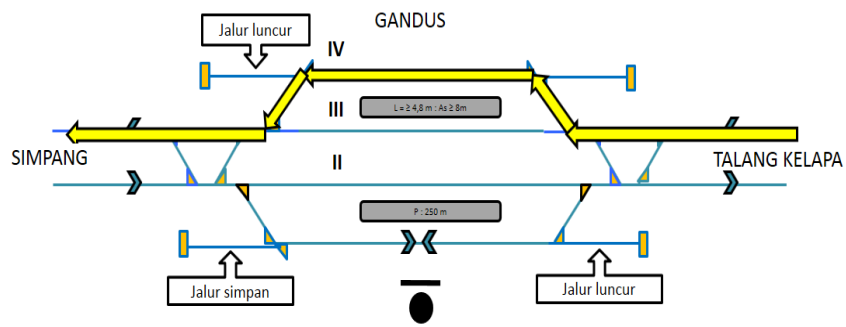 GANDUS
Jalur luncur
IV
L = ≥ 4,8 m : As ≥ 8m
III
SIMPANG
TALANG KELAPA
II
P : 250 m
Jalur simpan
Jalur luncur